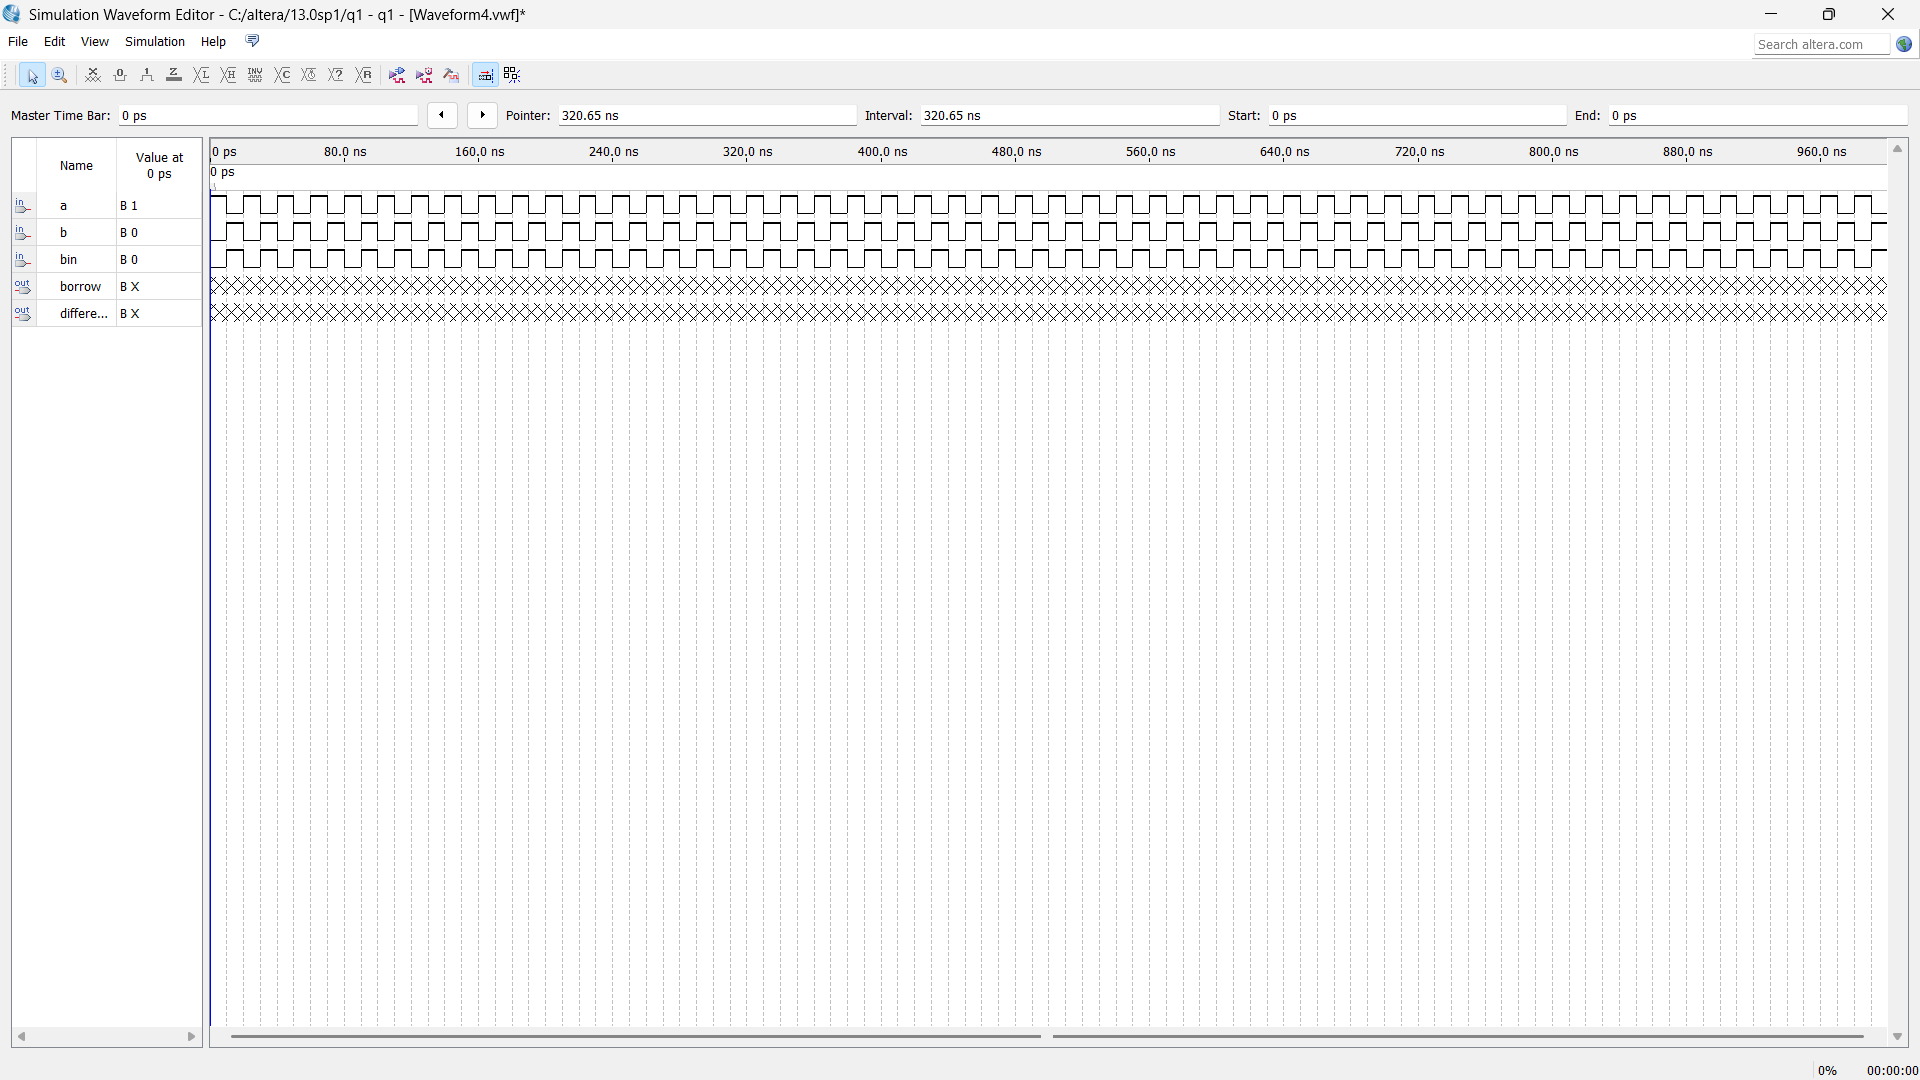 Simulation Waveform Editor - C:/altera/13.0sp1/q1 - q1 - [Waveform4.vwf]*
File Edit View Simulation Help
Search altera.com
Master Time Bar: 0 ps Pointer: 320.65 ns Interval: 320.65 ns Start: 0 ps End: 0 ps
Name Value at 0 ps
0 ps 80.0 ns 160.0 ns 240.0 ns 320.0 ns 400.0 ns 480.0 ns 560.0 ns 640.0 ns 720.0 ns 800.0 ns 880.0 ns 960.0 ns
0 ps
in a B 1
in b B 0
in bin B 0
out borrow B X
out differe... B X
0% 00:00:00